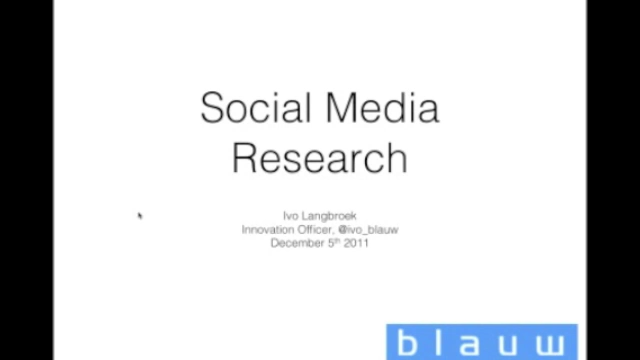 Social Media
Research
Ivo Langbroek
Innovation Officer, @ivo_blauw
December 5th 2011
blauw